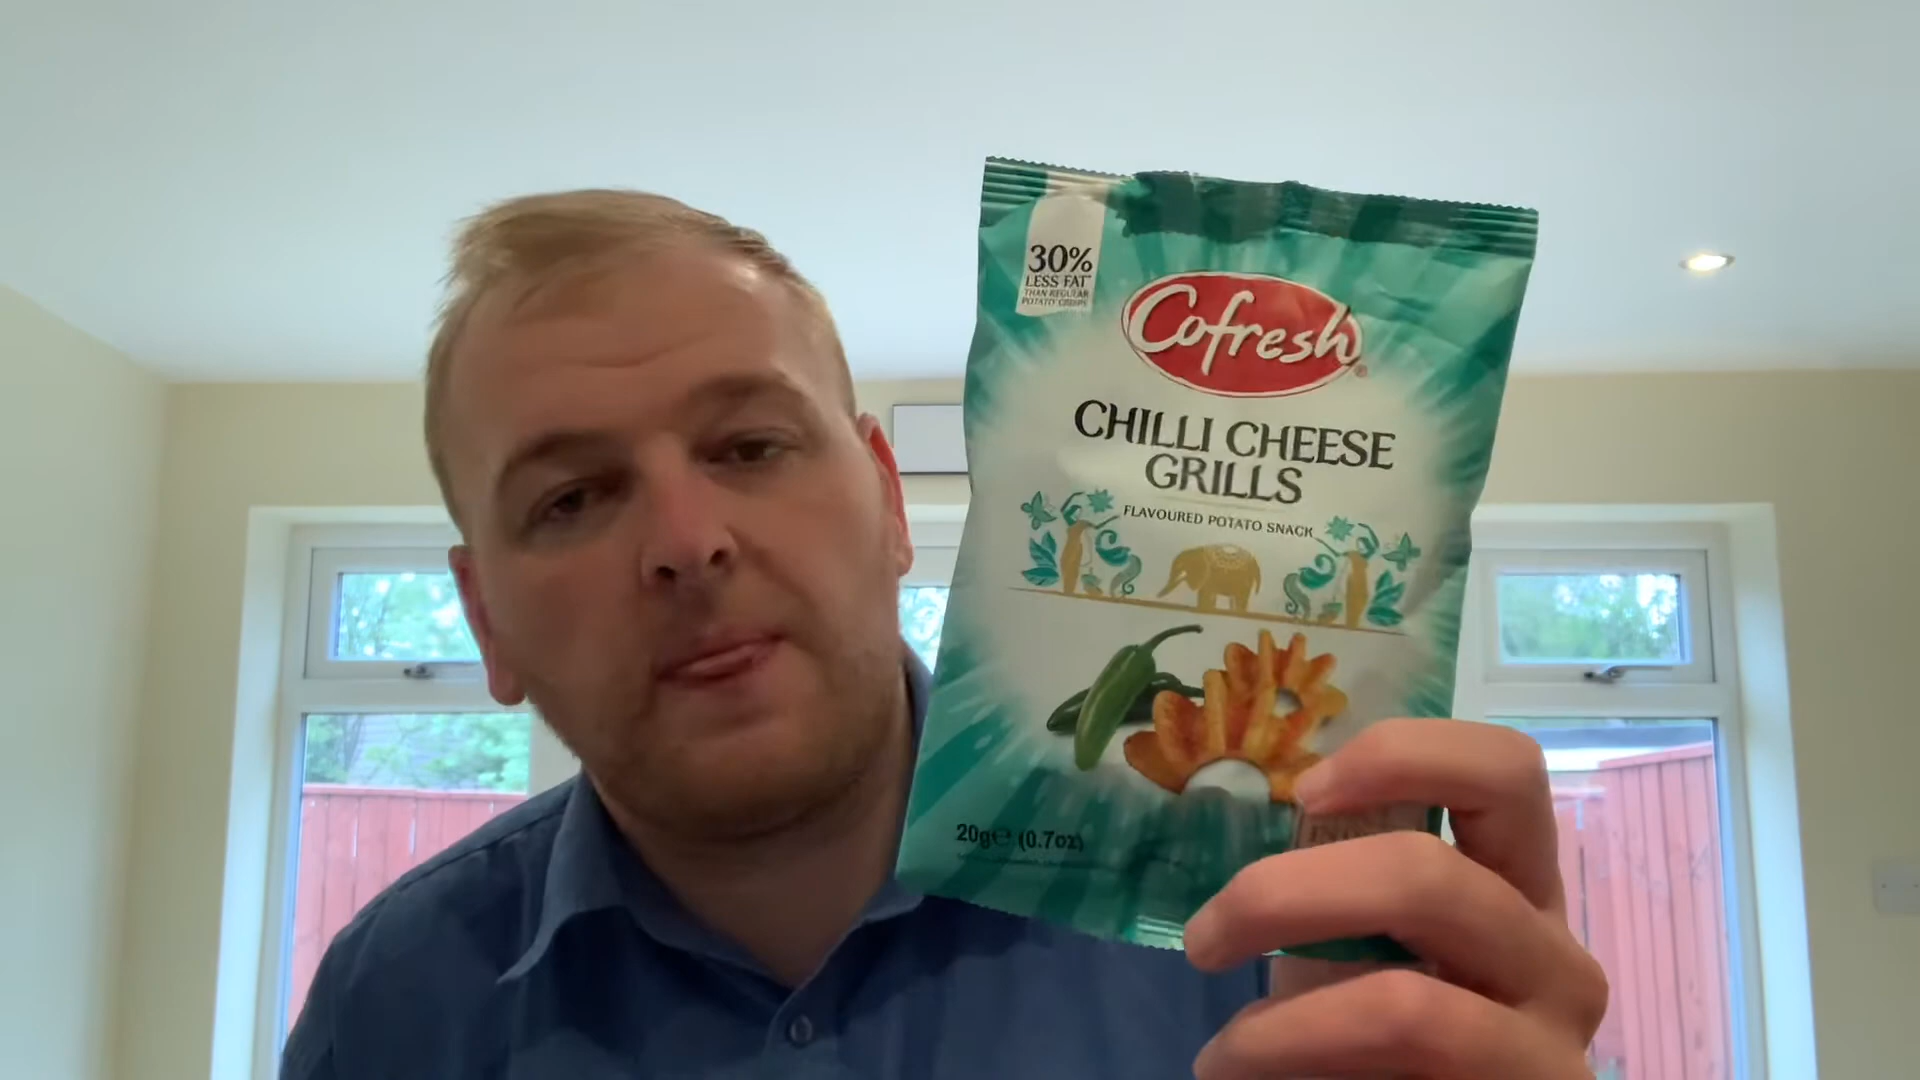 30%
LESS FAT
THAN REGULAR
POTATO CRISPS
Cofresh®
CHILLI CHEESE
GRILLS
FLAVOURED POTATO SNACK
20g℮ (0.7oz)